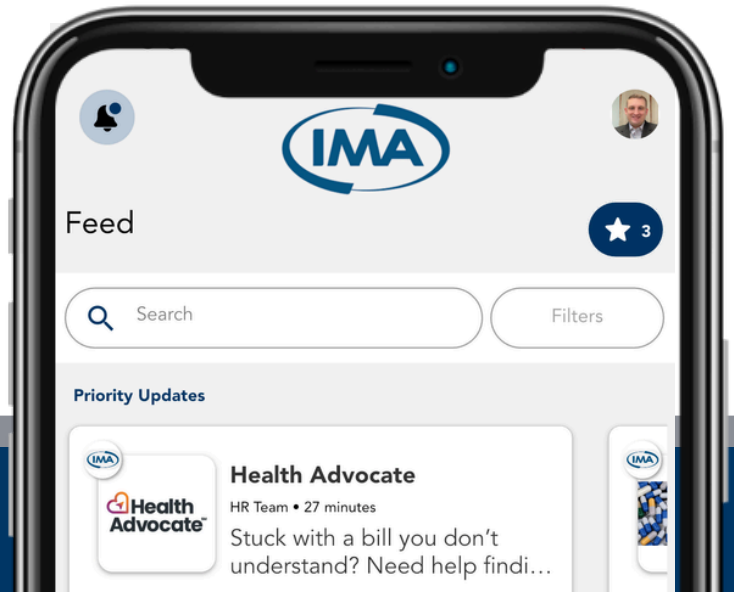 IMA
Feed
3
Search
Filters
Priority Updates
IMA
Health Advocate™
Health Advocate
HR Team • 27 minutes
Stuck with a bill you don't
understand? Need help findi...
IMA